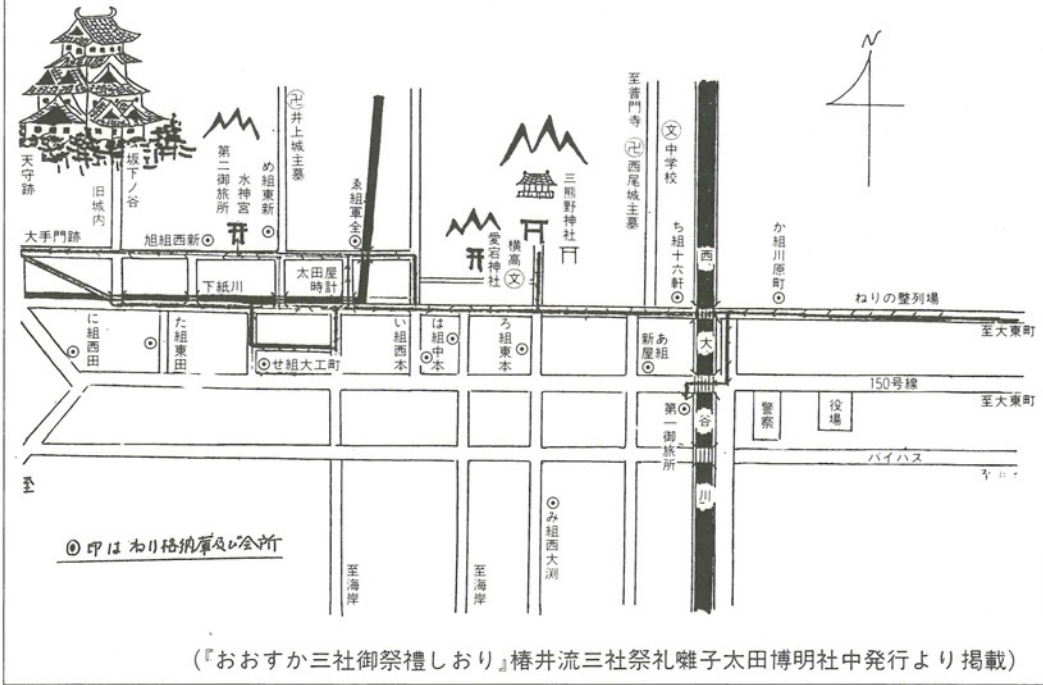 N
天守跡
坂下ノ谷
旧城内
大手門跡
旭組西新
第二御旅所
水神宮
め組東新
卍井上城主墓
ゑ組軍全
太田屋
時計
下紙川
愛宕神社
横高文
三熊野神社
至普門寺
卍西尾城主墓
文中学校
ち組十六軒
西大谷川
か組川原町
ねりの整列場
至大東町
に組西田
た組東田
せ組大工町
い組西本
は組中本
ろ組東本
あ組
新屋
150号線
至大東町
第一御旅所
警察
役場
バイパス
至
み組西大渕
至海岸
至海岸
◎印はねり格納庫及び会所
(『おおすか三社御祭禮しおり』椿井流三社祭礼囃子太田博明社中発行より掲載)